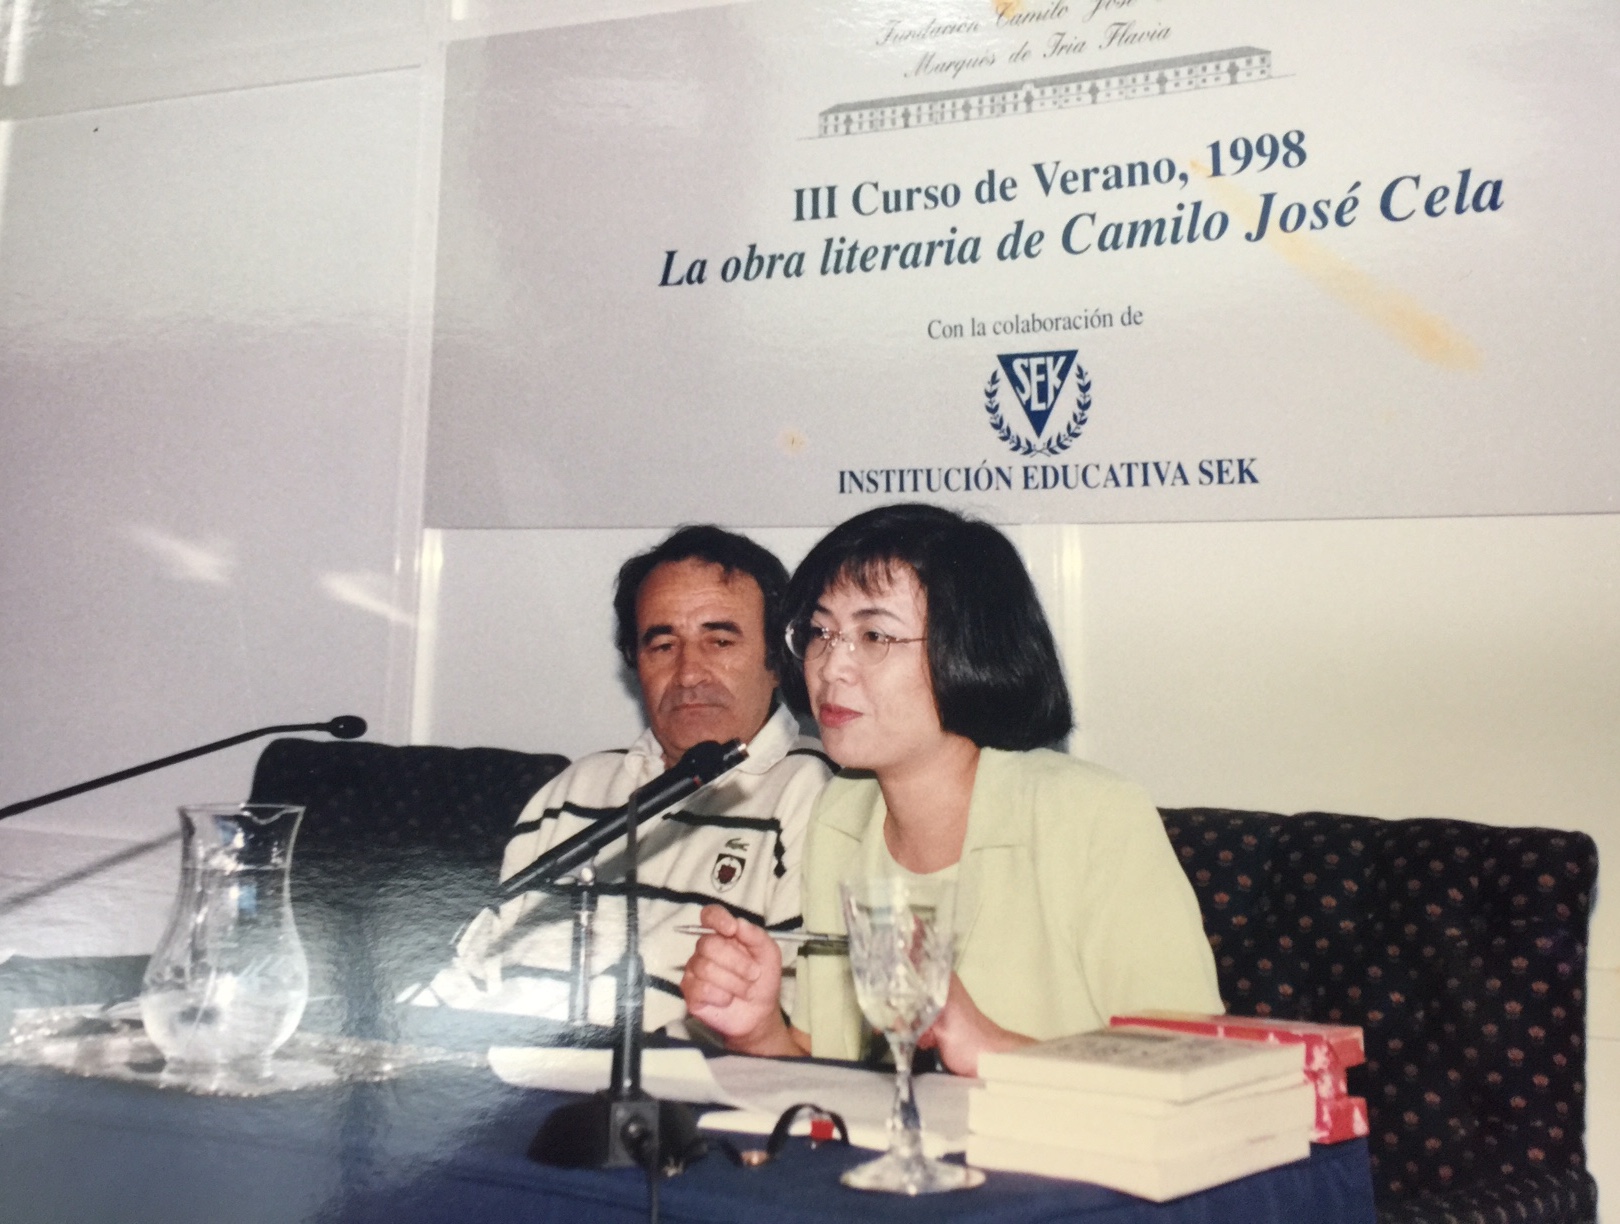 Fundación Camilo José
Marqués de Iria Flavia
III Curso de Verano, 1998
La obra literaria de Camilo José Cela
Con la colaboración de
SEK
INSTITUCIÓN EDUCATIVA SEK